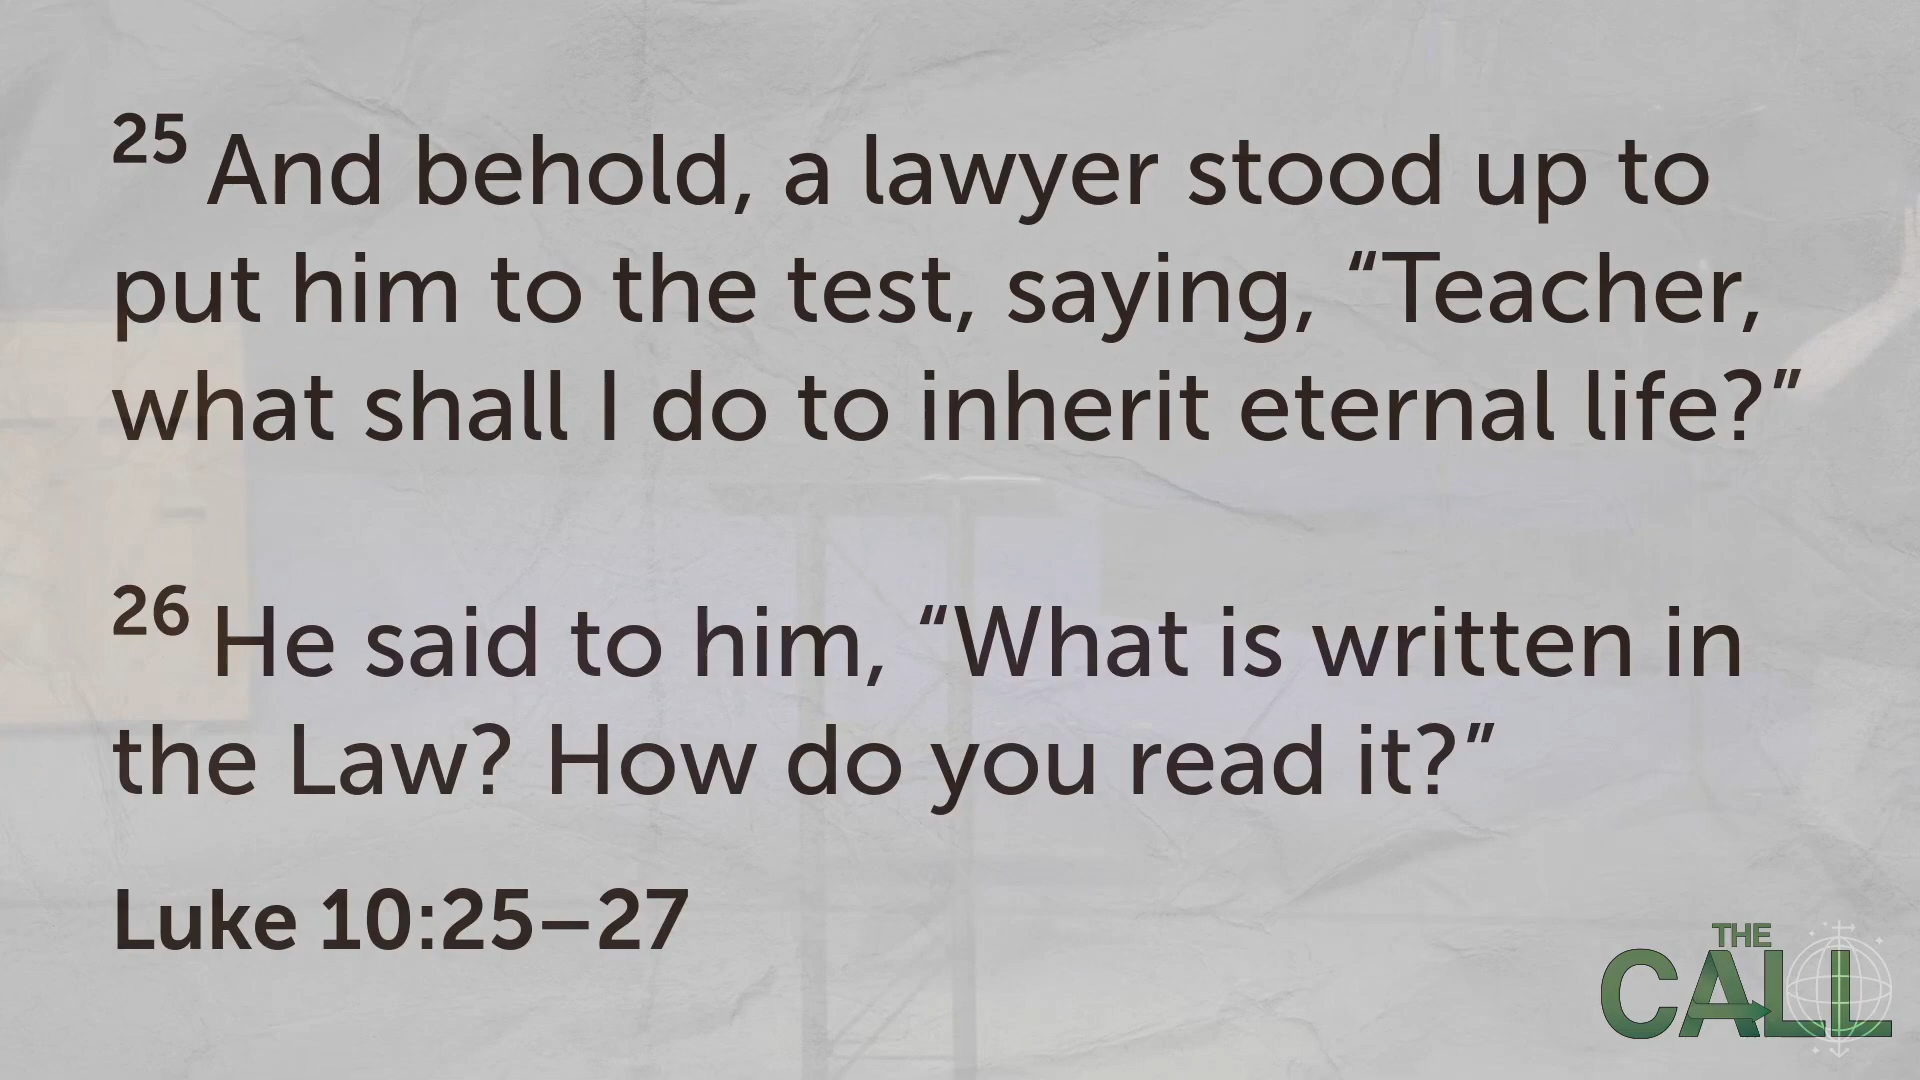 25 And behold, a lawyer stood up to
put him to the test, saying, “Teacher,
what shall I do to inherit eternal life?”
26 He said to him, “What is written in
the Law? How do you read it?”
Luke 10:25–27
THE
CALL